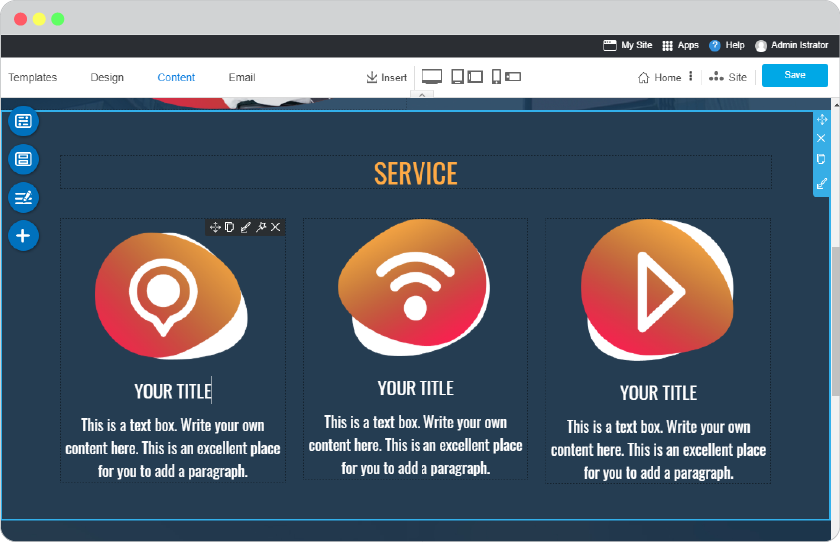 My Site Apps ? Help Admin Istrator
Templates Design Content Email Insert Home Site Save
SERVICE
YOUR TITLE
This is a text box. Write your own
content here. This is an excellent place
for you to add a paragraph.
YOUR TITLE
This is a text box. Write your own
content here. This is an excellent place
for you to add a paragraph.
YOUR TITLE
This is a text box. Write your own
content here. This is an excellent place
for you to add a paragraph.